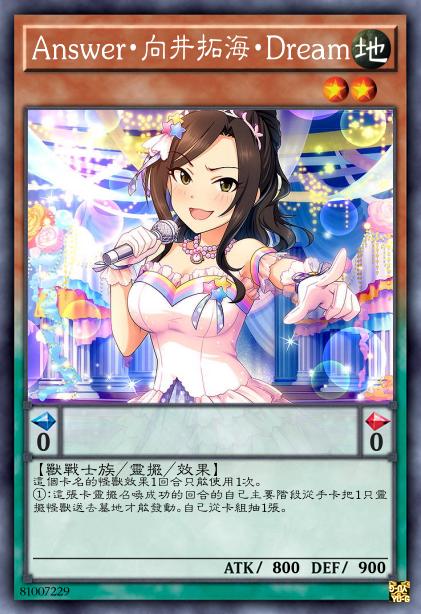 Answer·向井拓海·Dream 地
0 0
【獸戰士族／靈擺／效果】
這個卡名的怪獸效果1回合只能使用1次。
①：這張卡靈擺召喚成功的回合的自己主要階段從手卡把1只靈
擺怪獸送去墓地才能發動。自己從卡組抽1張。
ATK/ 800 DEF/ 900
81007229